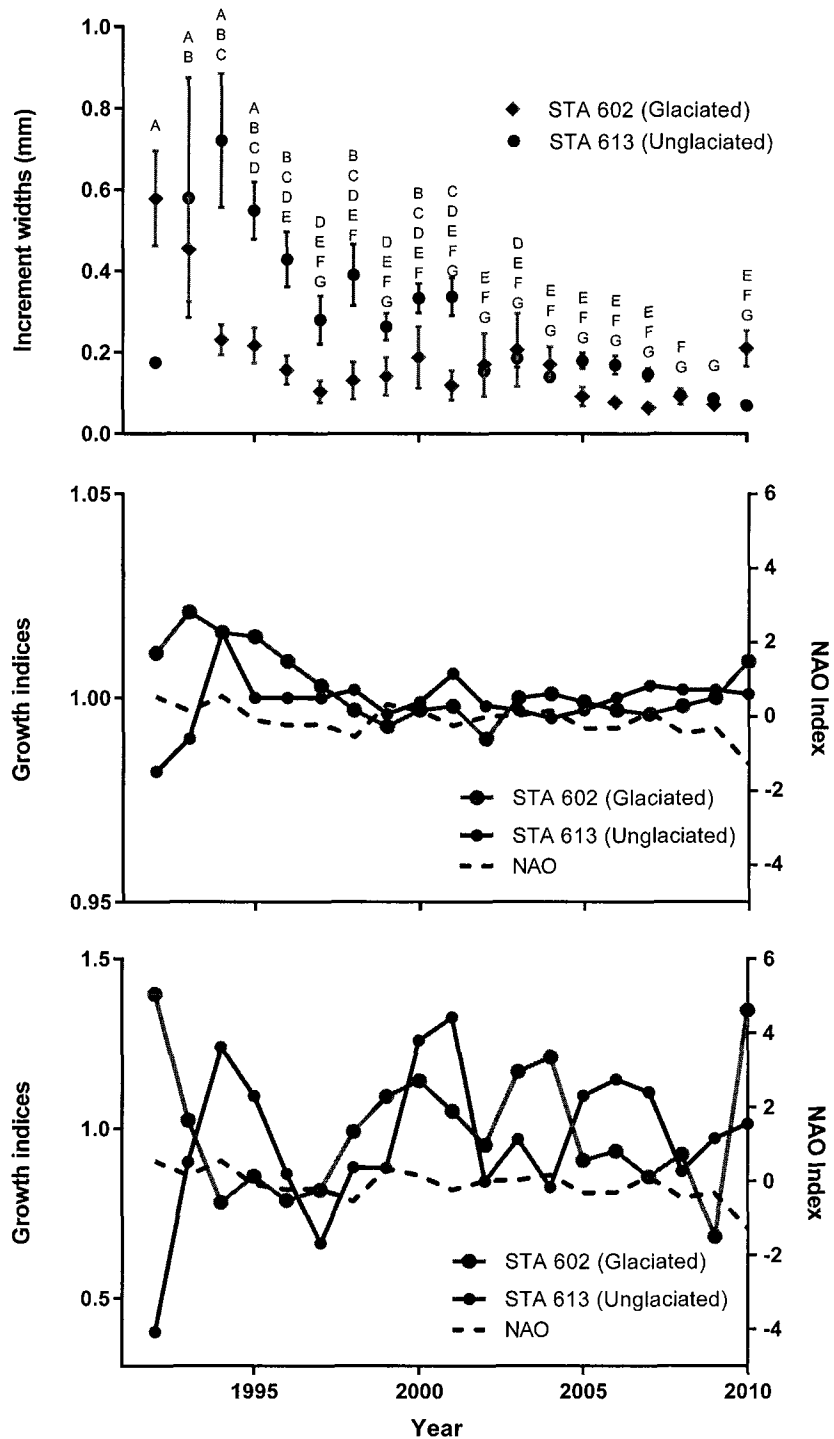 Increment widths (mm)
1.0
0.8
0.6
0.4
0.2
0.0
A
A
B
A
B
C
A
B
C
D
B
C
D
E
D
E
F
G
B
C
D
E
F
D
E
F
G
B
C
D
E
F
C
D
E
F
G
E
F
G
D
E
F
G
E
F
G
E
F
G
E
F
G
E
F
G
F
G
G
E
F
G
STA 602 (Glaciated)
STA 613 (Unglaciated)
Growth indices
1.05
1.00
0.95
6
4
2
0
-2
-4
NAO Index
STA 602 (Glaciated)
STA 613 (Unglaciated)
NAO
Growth indices
1.5
1.0
0.5
6
4
2
0
-2
-4
NAO Index
STA 602 (Glaciated)
STA 613 (Unglaciated)
NAO
1995 2000 2005 2010
Year